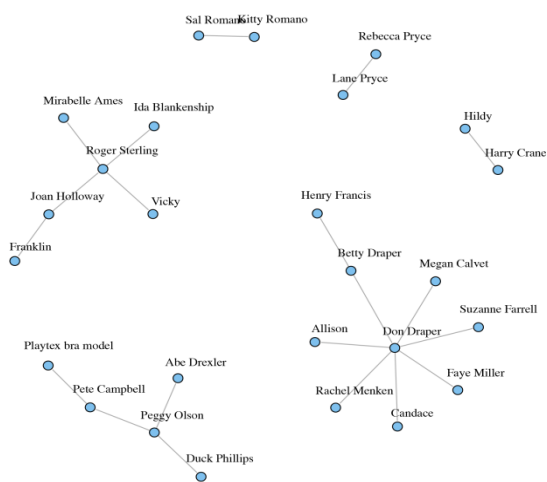 Sal Romano
Kitty Romano
Rebecca Pryce
Lane Pryce
Mirabelle Ames
Ida Blankenship
Hildy
Roger Sterling
Harry Crane
Joan Holloway
Vicky
Henry Francis
Franklin
Betty Draper
Megan Calvet
Suzanne Farrell
Allison
Don Draper
Playtex bra model
Abe Drexler
Faye Miller
Pete Campbell
Rachel Menken
Peggy Olson
Candace
Duck Phillips